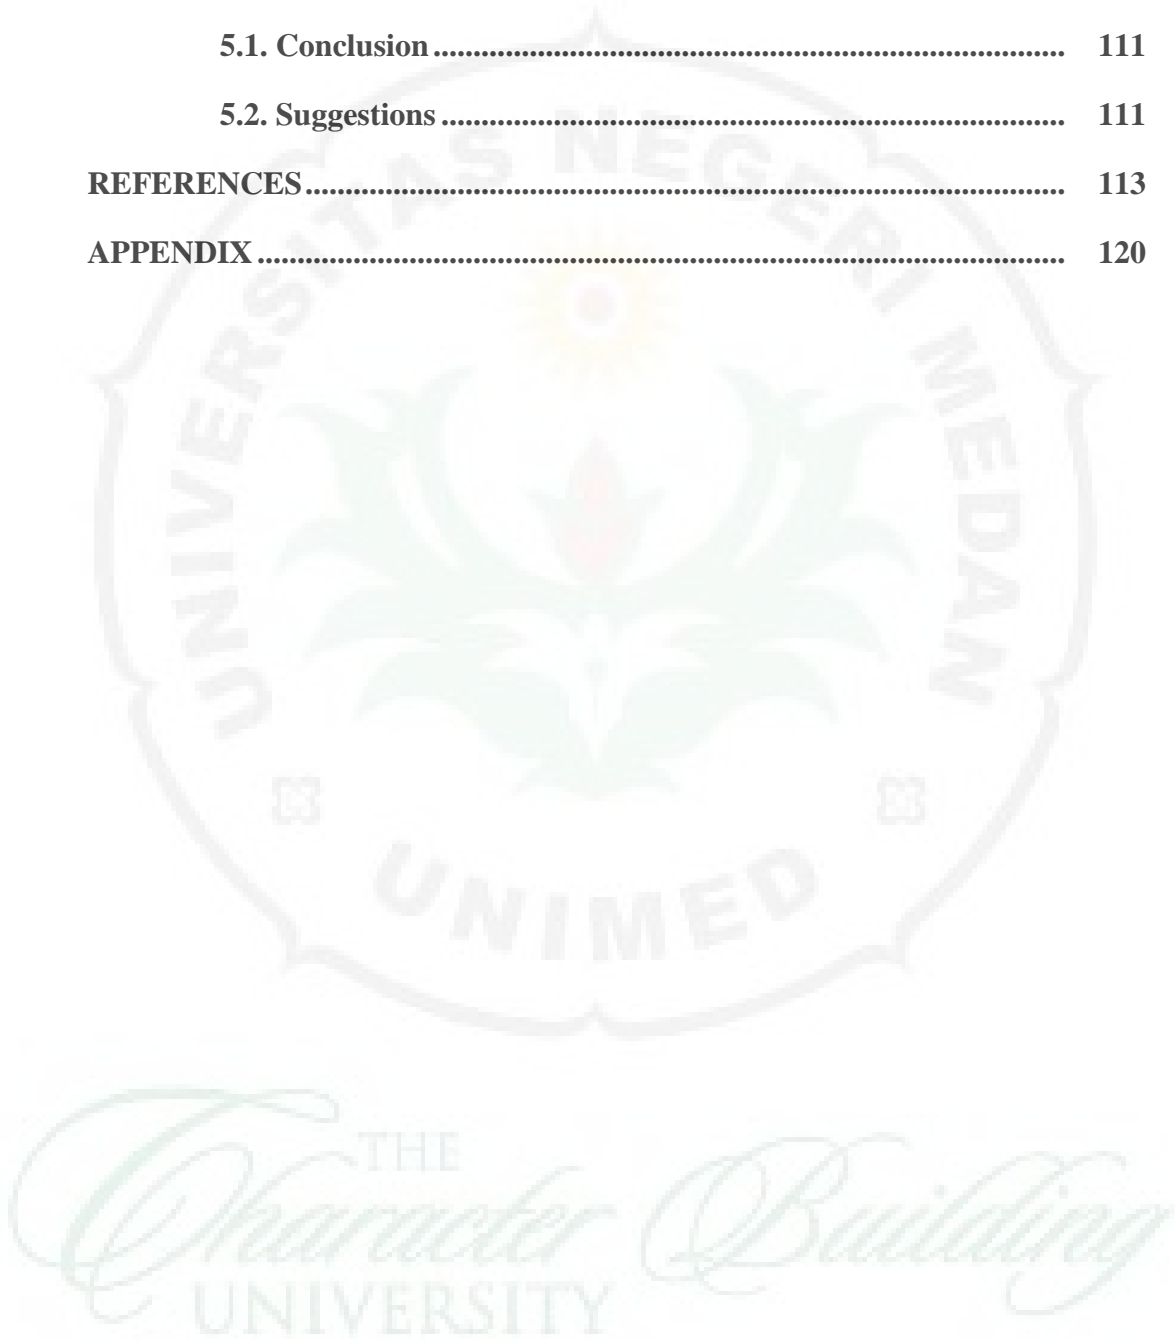 5.1. Conclusion .................................................................................................. 111
5.2. Suggestions ................................................................................................. 111
REFERENCES ...................................................................................................................... 113
APPENDIX .............................................................................................................................. 120
UNIVERSITAS NEGERI MEDAN
UNIMED
THE
Character Building
UNIVERSITY